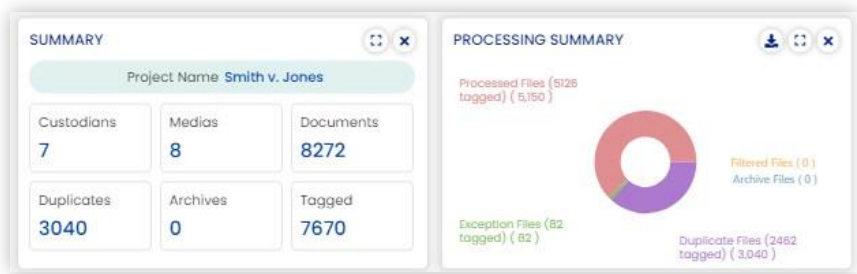 SUMMARY
Project Name Smith v. Jones
Custodians
7
Medias
8
Documents
8272
Duplicates
3040
Archives
0
Tagged
7670
PROCESSING SUMMARY
Processed Files (5126
tagged) ( 5,150 )
Filtered Files ( 0 )
Archive Files ( 0 )
Exception Files (82
tagged) ( 82 )
Duplicate Files (2462
tagged) ( 3,040 )